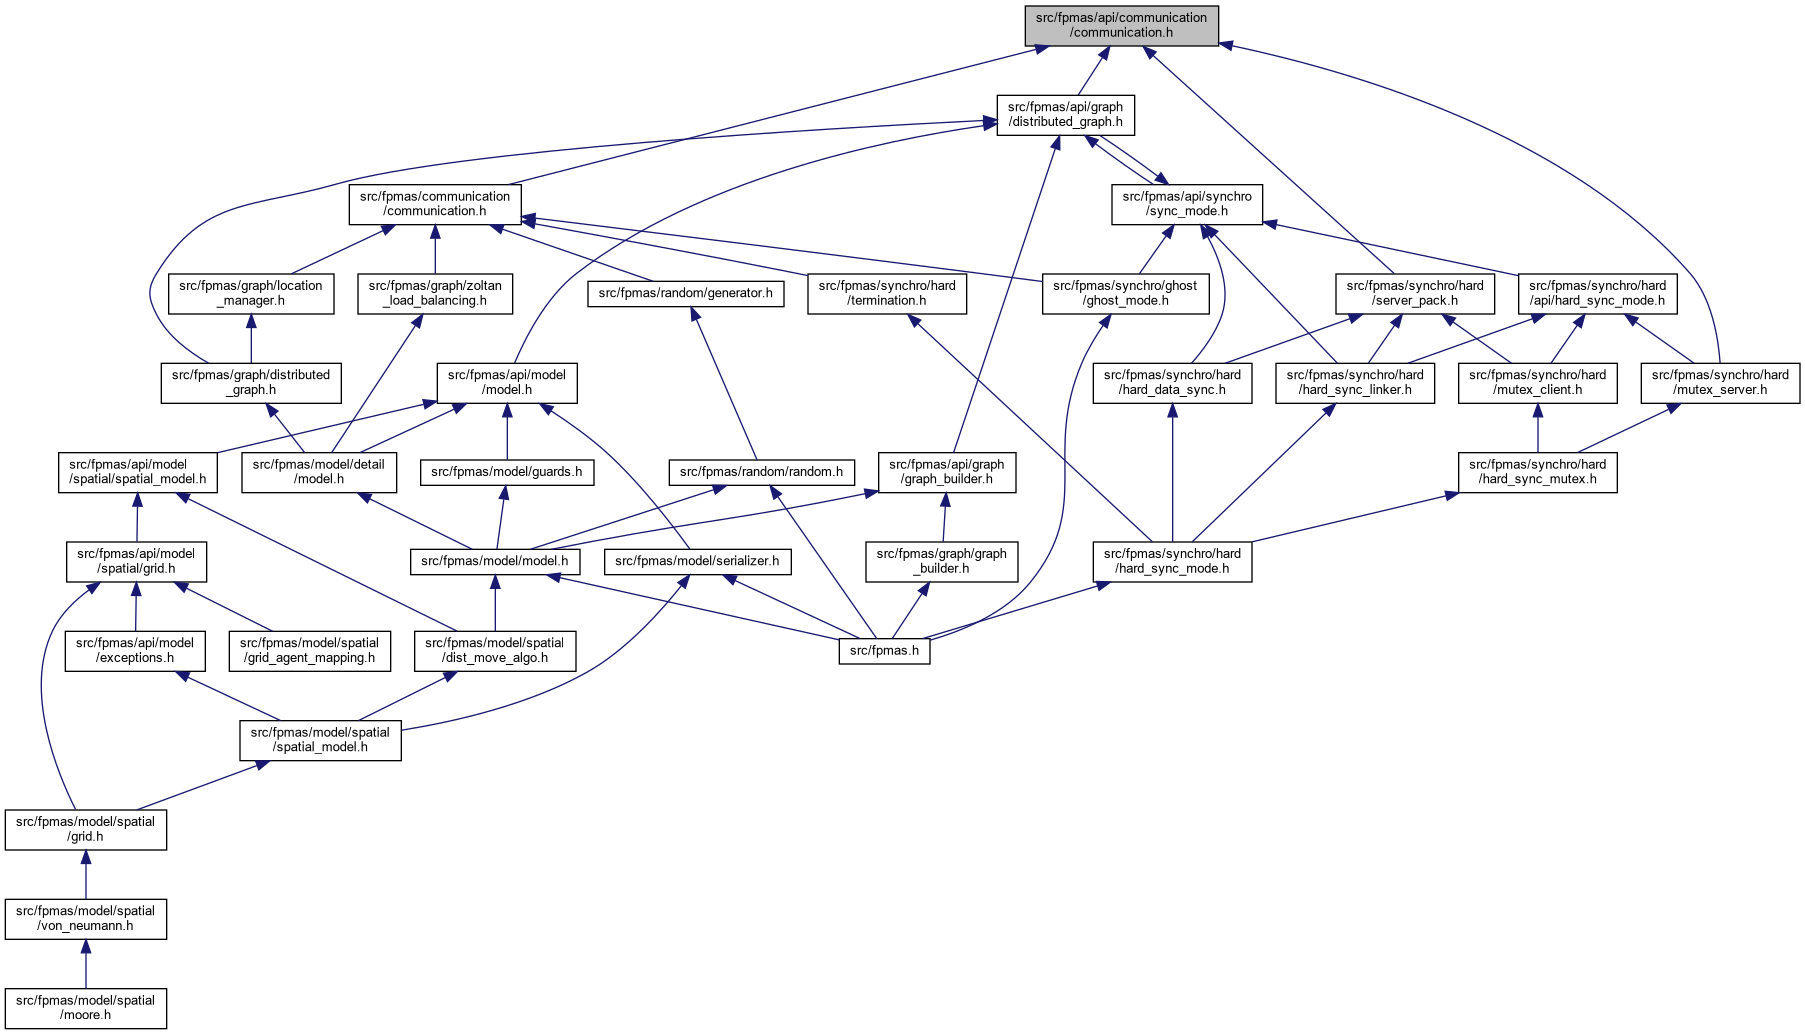 src/fpmas/api/communication
/communication.h
src/fpmas/api/graph
/distributed_graph.h
src/fpmas/communication
/communication.h
src/fpmas/api/synchro
/sync_mode.h
src/fpmas/graph/location
_manager.h
src/fpmas/graph/zoltan
_load_balancing.h
src/fpmas/random/generator.h
src/fpmas/synchro/hard
/termination.h
src/fpmas/synchro/ghost
/ghost_mode.h
src/fpmas/synchro/hard
/server_pack.h
src/fpmas/synchro/hard
/api/hard_sync_mode.h
src/fpmas/graph/distributed
_graph.h
src/fpmas/api/model
/model.h
src/fpmas/synchro/hard
/hard_data_sync.h
src/fpmas/synchro/hard
/hard_sync_linker.h
src/fpmas/synchro/hard
/mutex_client.h
src/fpmas/synchro/hard
/mutex_server.h
src/fpmas/api/model
/spatial/spatial_model.h
src/fpmas/model/detail
/model.h
src/fpmas/model/guards.h
src/fpmas/random/random.h
src/fpmas/api/graph
/graph_builder.h
src/fpmas/synchro/hard
/hard_sync_mutex.h
src/fpmas/api/model
/spatial/grid.h
src/fpmas/model/model.h
src/fpmas/model/serializer.h
src/fpmas/graph/graph
_builder.h
src/fpmas/synchro/hard
/hard_sync_mode.h
src/fpmas/api/model
/exceptions.h
src/fpmas/model/spatial
/grid_agent_mapping.h
src/fpmas/model/spatial
/dist_move_algo.h
src/fpmas.h
src/fpmas/model/spatial
/spatial_model.h
src/fpmas/model/spatial
/grid.h
src/fpmas/model/spatial
/von_neumann.h
src/fpmas/model/spatial
/moore.h